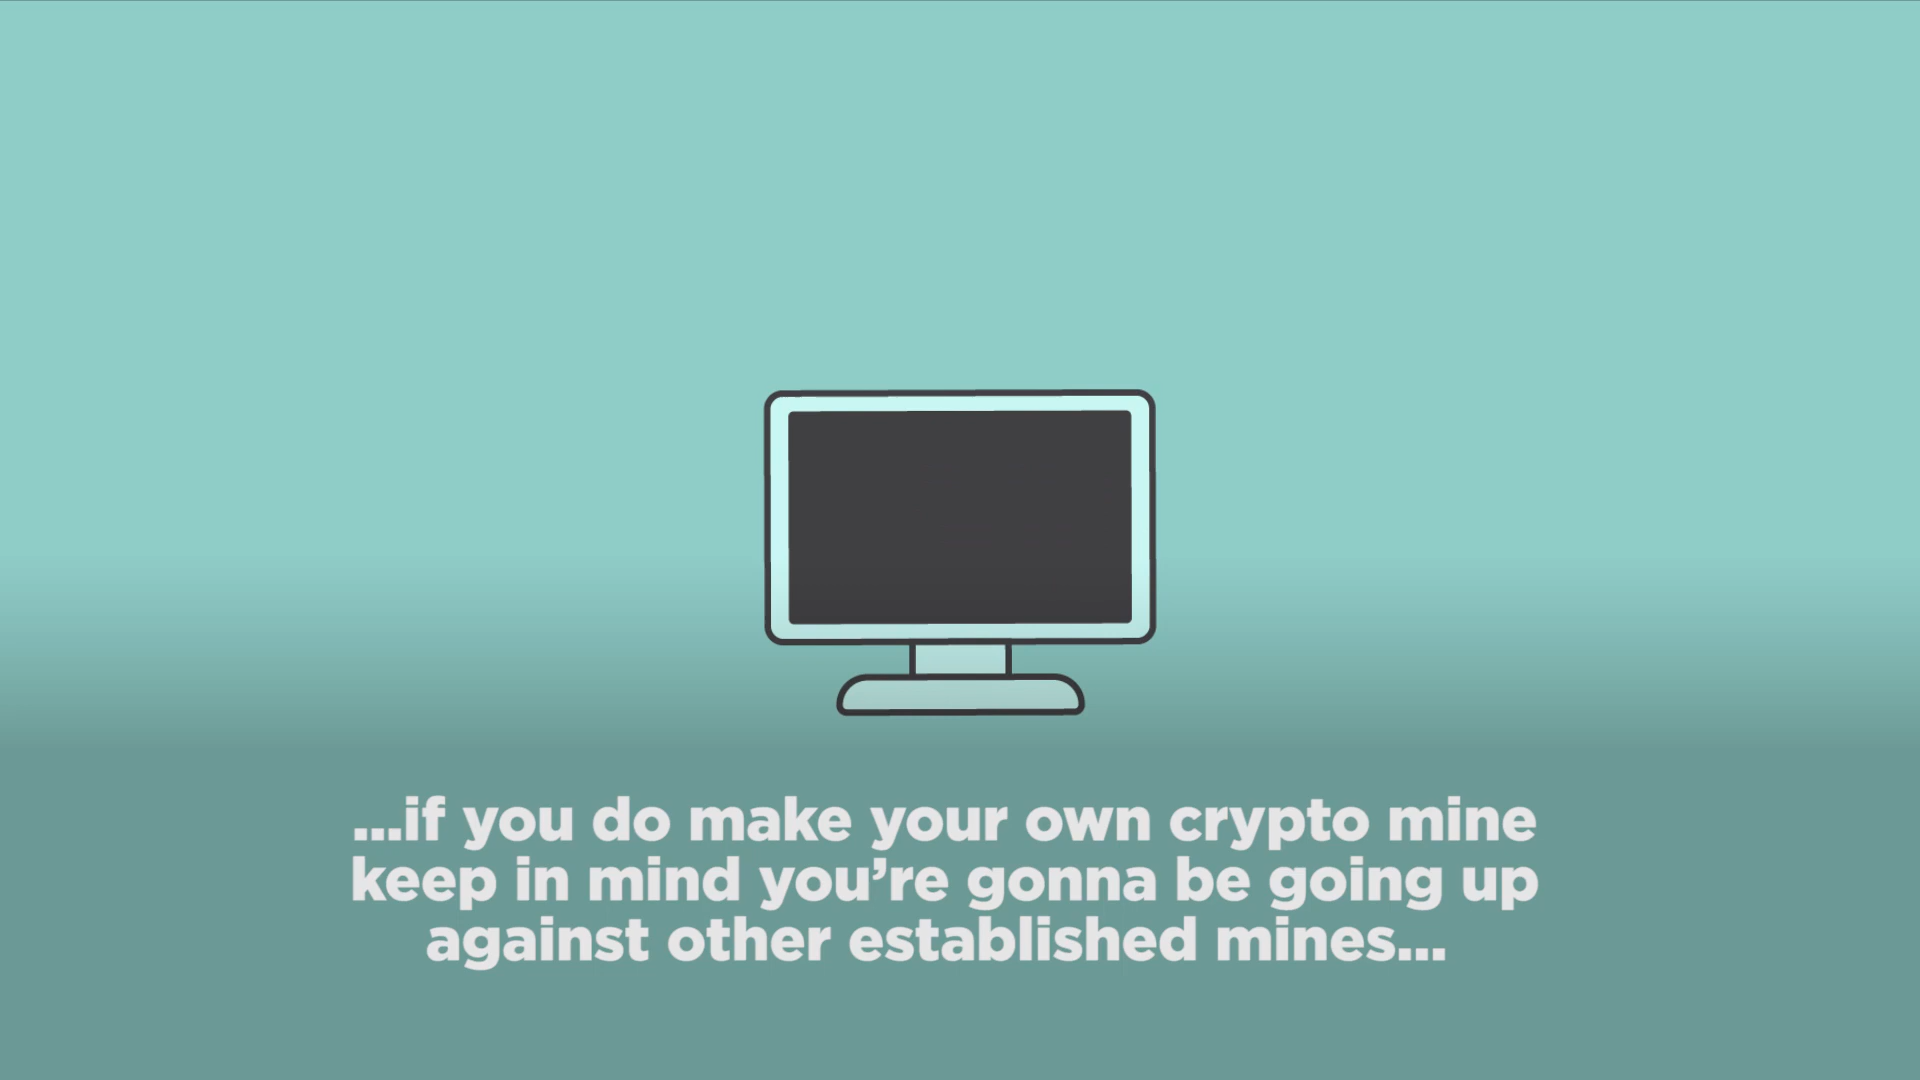 ...if you do make your own crypto mine
keep in mind you’re gonna be going up
against other established mines...